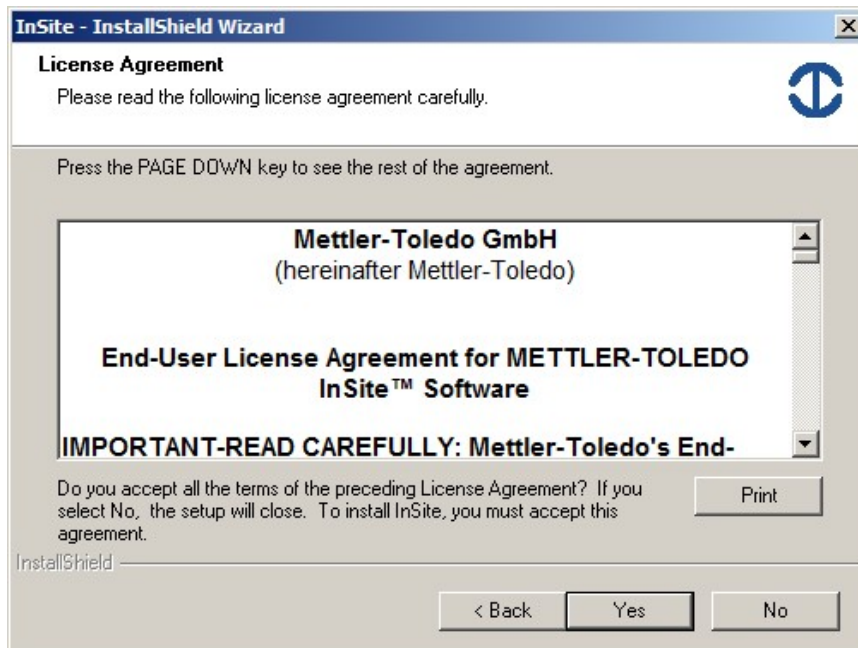 InSite - InstallShield Wizard
License Agreement
Please read the following license agreement carefully.
Press the PAGE DOWN key to see the rest of the agreement.
Mettler-Toledo GmbH
(hereinafter Mettler-Toledo)
End-User License Agreement for METTLER-TOLEDO
InSite™ Software
IMPORTANT-READ CAREFULLY: Mettler-Toledo's End-
Do you accept all the terms of the preceding License Agreement? If you
select No, the setup will close. To install InSite, you must accept this
agreement.
Print
InstallShield
< Back
Yes
No